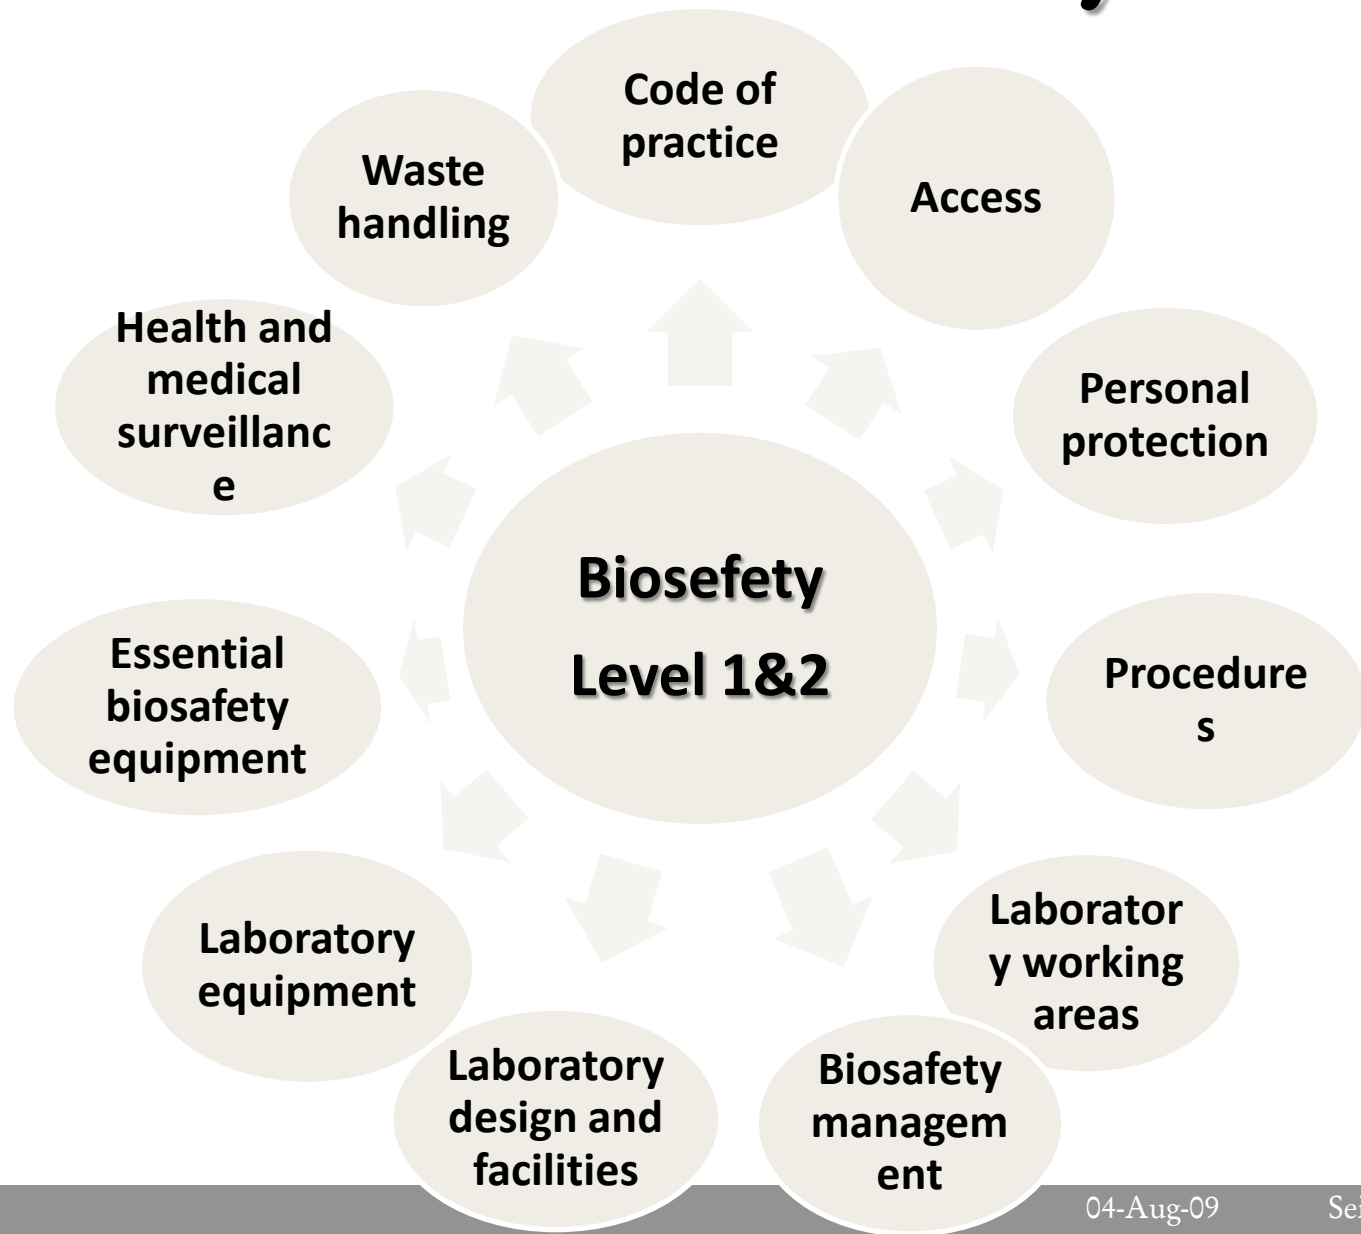 Code of
practice
Access
Personal
protection
Procedure
s
Laborator
y working
areas
Biosafety
managem
ent
Laboratory
design and
facilities
Laboratory
equipment
Essential
biosafety
equipment
Health and
medical
surveillanc
e
Waste
handling
Biosefety
Level 1&2
04-Aug-09